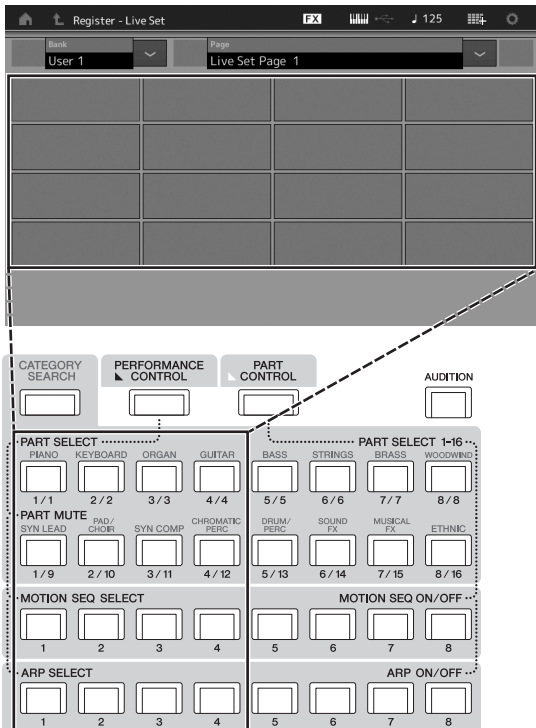 Register - Live Set FX 125
Bank Page
User 1 Live Set Page 1
CATEGORY SEARCH
PERFORMANCE CONTROL
PART CONTROL
AUDITION
PART SELECT PART SELECT 1-16
PIANO KEYBOARD ORGAN GUITAR BASS STRINGS BRASS WOODWIND
1/1 2/2 3/3 4/4 5/5 6/6 7/7 8/8
PART MUTE
SYN LEAD PAD/CHOIR SYN COMP CHROMATIC PERC DRUM/PERC SOUND FX MUSICAL FX ETHNIC
1/9 2/10 3/11 4/12 5/13 6/14 7/15 8/16
MOTION SEQ SELECT MOTION SEQ ON/OFF
1 2 3 4 5 6 7 8
ARP SELECT ARP ON/OFF
1 2 3 4 5 6 7 8